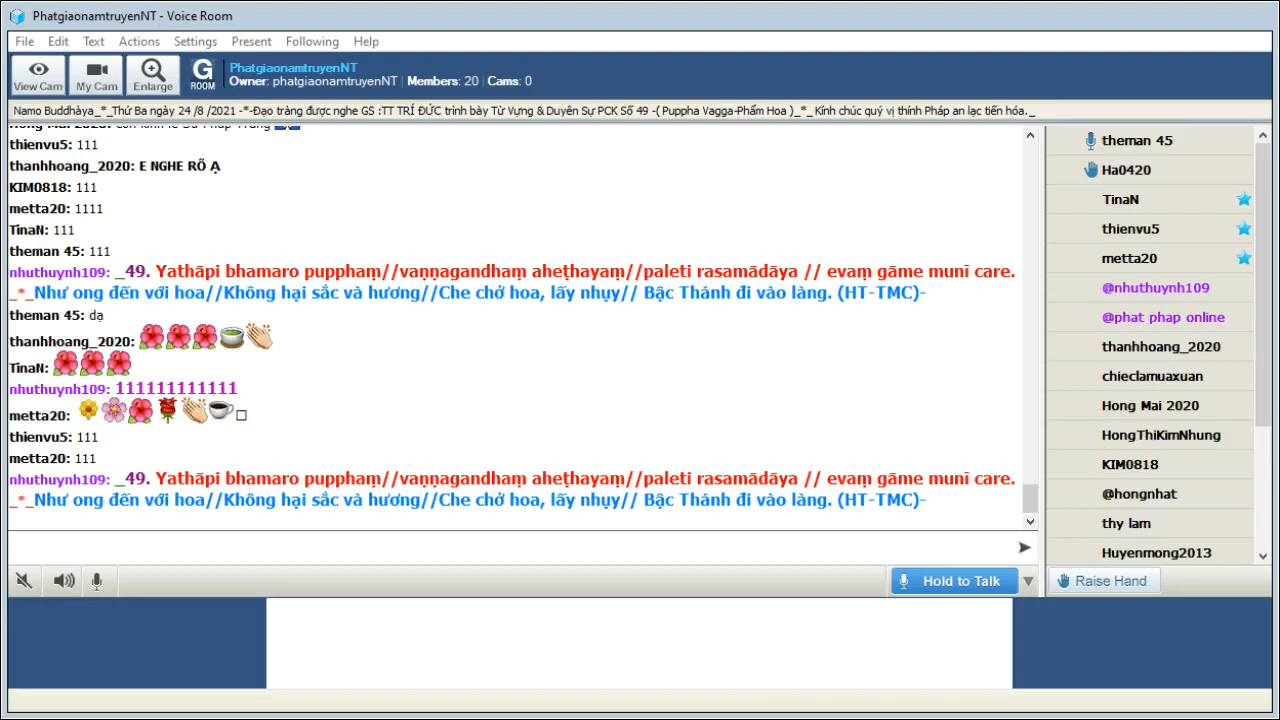 PhatgiaonamtruyenNT - Voice Room
File Edit Text Actions Settings Present Following Help
View Cam My Cam Enlarge G ROOM
PhatgiaonamtruyenNT
Owner: phatgiaonamtruyenNT | Members: 20 | Cams: 0
Namo Buddhàya_*_Thứ Ba ngày 24 /8 /2021 -*-Đạo tràng được nghe GS :TT TRÍ ĐỨC trình bày Từ Vựng & Duyên Sự PCK Số 49 -( Puppha Vagga-Phẩm Hoa )_*_Kính chúc quý vị thính Pháp an lạc tiến hóa._
thienvu5: 111
thanhhoang_2020: E NGHE RÕ Ạ
KIM0818: 111
metta20: 1111
TinaN: 111
theman 45: 111
nhuthuynh109: _49. Yathāpi bhamaro pupphaṃ//vaṇṇagandhaṃ aheṭhayaṃ//paleti rasamādāya // evaṃ gāme munī care.
_*_Như ong đến với hoa//Không hại sắc và hương//Che chở hoa, lấy nhụy// Bậc Thánh đi vào làng. (HT-TMC)-
theman 45: dạ
thanhhoang_2020:
TinaN:
nhuthuynh109: 111111111111
metta20:
thienvu5: 111
metta20: 111
nhuthuynh109: _49. Yathāpi bhamaro pupphaṃ//vaṇṇagandhaṃ aheṭhayaṃ//paleti rasamādāya // evaṃ gāme munī care.
_*_Như ong đến với hoa//Không hại sắc và hương//Che chở hoa, lấy nhụy// Bậc Thánh đi vào làng. (HT-TMC)-
Hold to Talk
theman 45
Ha0420
TinaN
thienvu5
metta20
@nhuthuynh109
@phat phap online
thanhhoang_2020
chieclamuaxuan
Hong Mai 2020
HongThiKimNhung
KIM0818
@hongnhat
thy lam
Huyenmong2013
Raise Hand